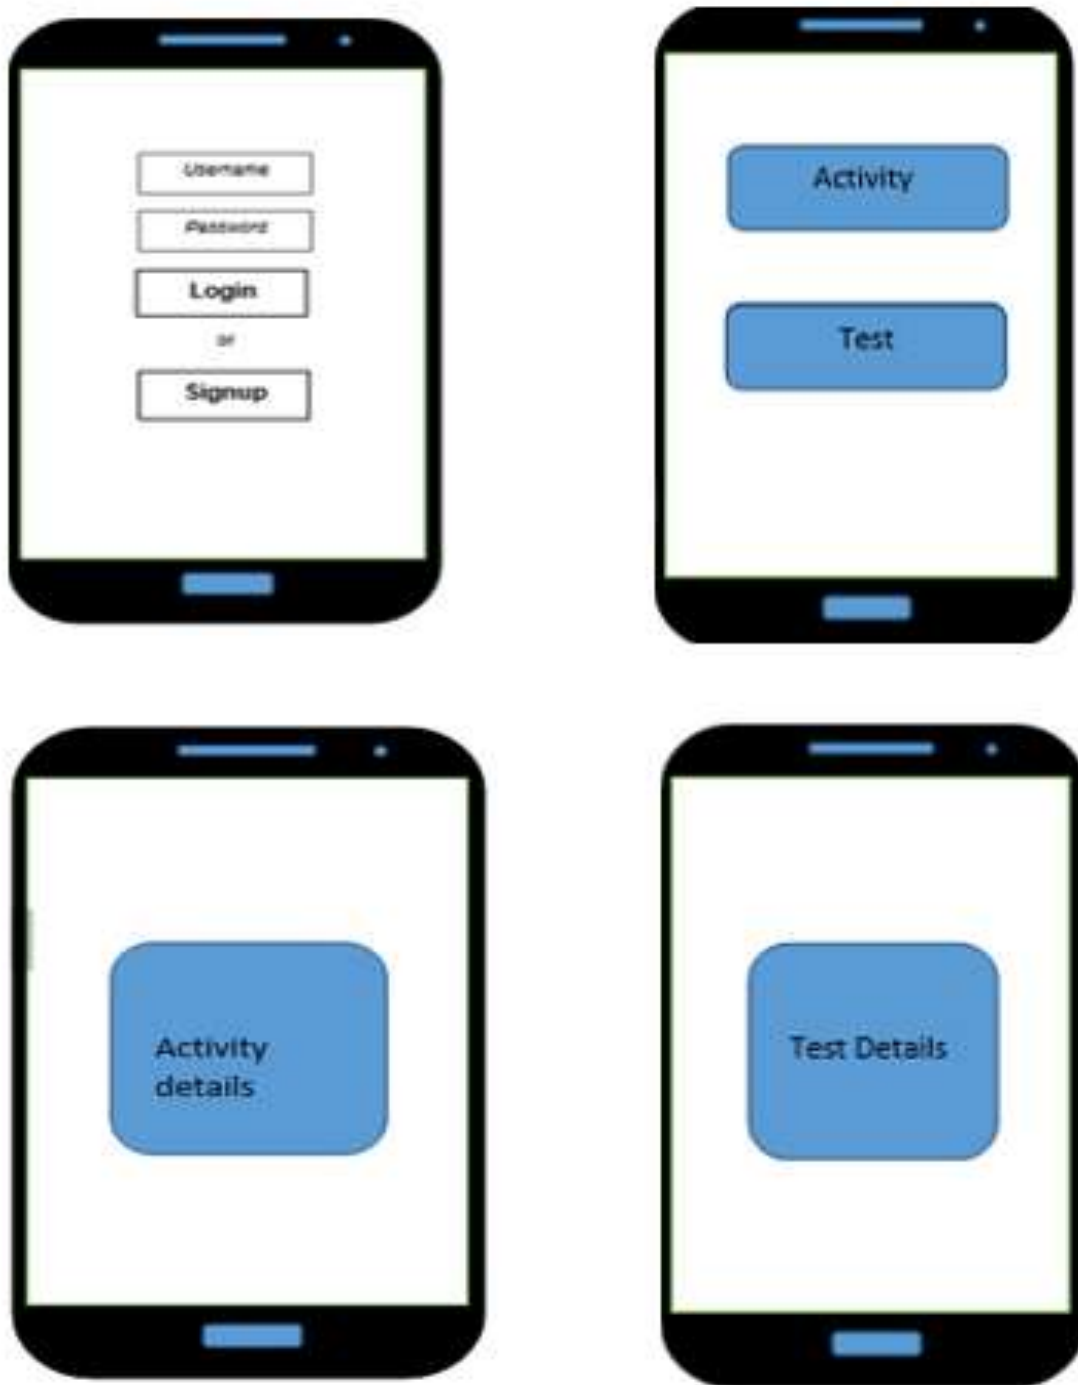 Username
Password
Login
or
Signup
Activity
Test
Activity
details
Test Details